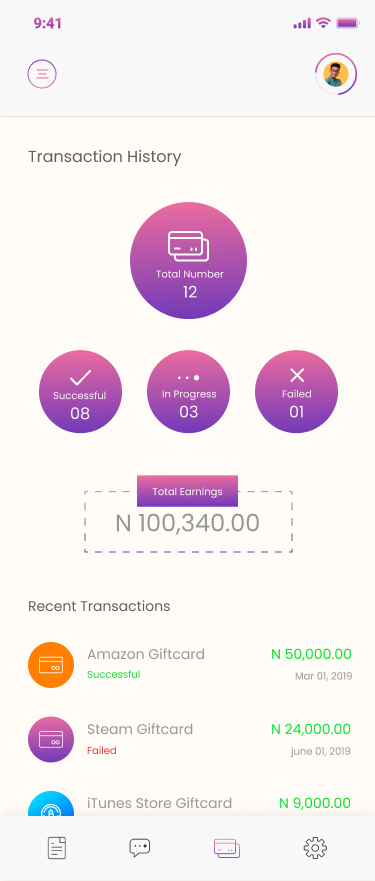 9:41
Transaction History
Total Number
12
Successful
08
In Progress
03
Failed
01
Total Earnings
N 100,340.00
Recent Transactions
Amazon Giftcard
N 50,000.00
Successful
Mar 01, 2019
Steam Giftcard
N 24,000.00
Failed
june 01, 2019
iTunes Store Giftcard
N 9,000.00